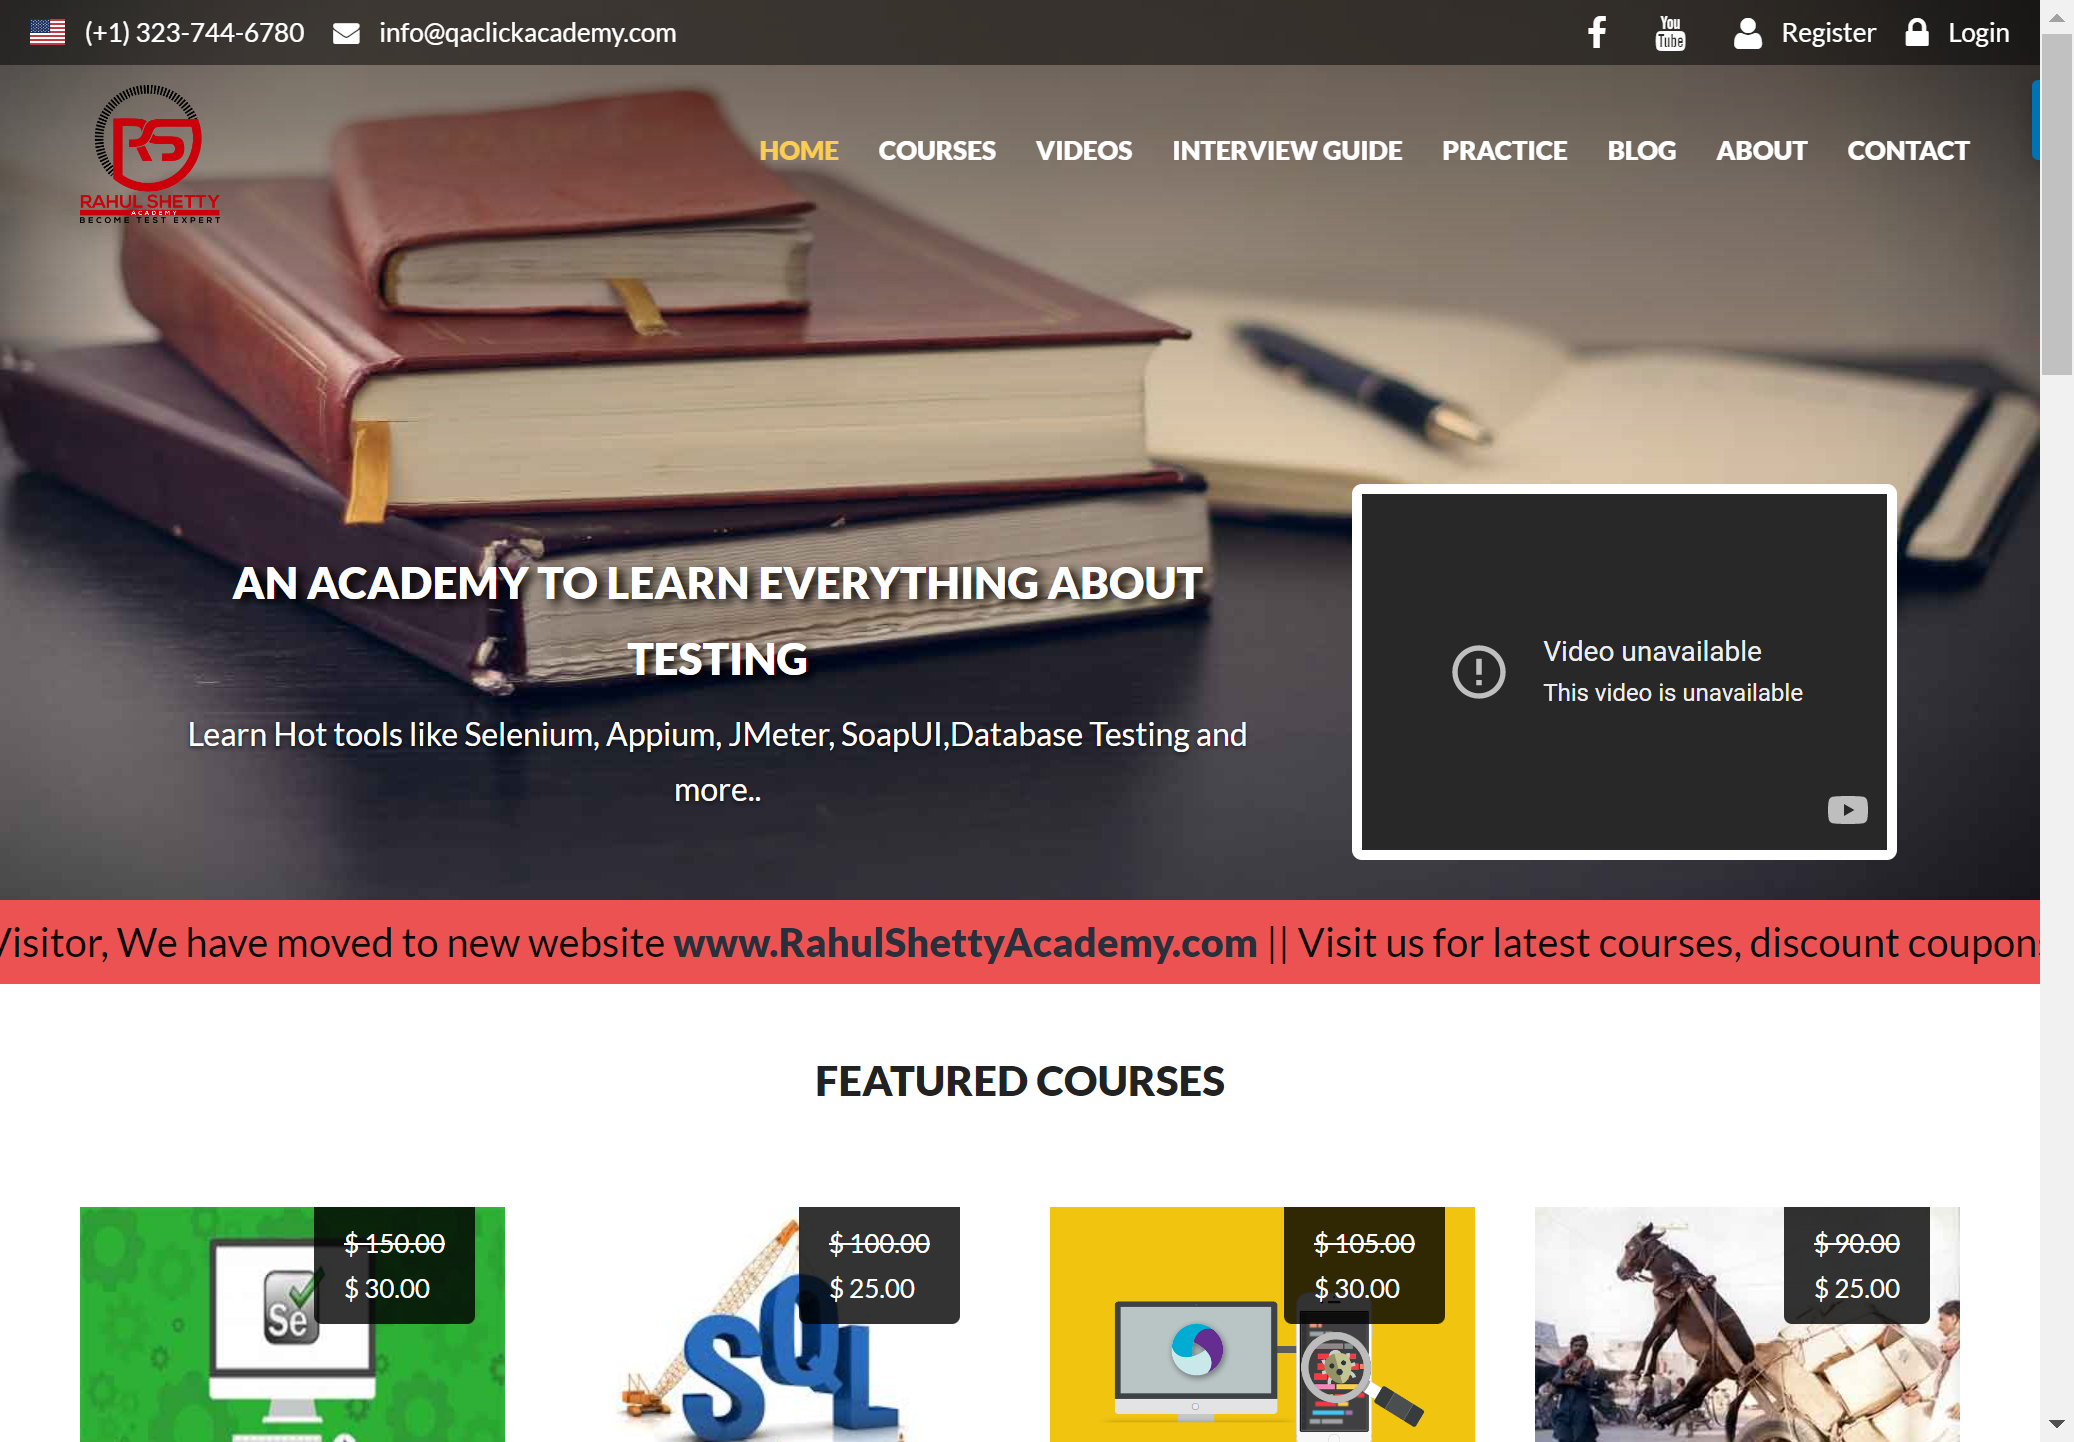 (+1) 323-744-6780 info@qaclickacademy.com You Tube Register Login
RS
RAHUL SHETTY
ACADEMY
BECOME TEST EXPERT
HOME COURSES VIDEOS INTERVIEW GUIDE PRACTICE BLOG ABOUT CONTACT
AN ACADEMY TO LEARN EVERYTHING ABOUT
TESTING
Learn Hot tools like Selenium, Appium, JMeter, SoapUI,Database Testing and
more..
Video unavailable
This video is unavailable
Visitor, We have moved to new website www.RahulShettyAcademy.com || Visit us for latest courses, discount coupons
FEATURED COURSES
$ 150.00 $ 100.00 $ 105.00 $ 90.00
$ 30.00 $ 25.00 $ 30.00 $ 25.00
Se
SQL